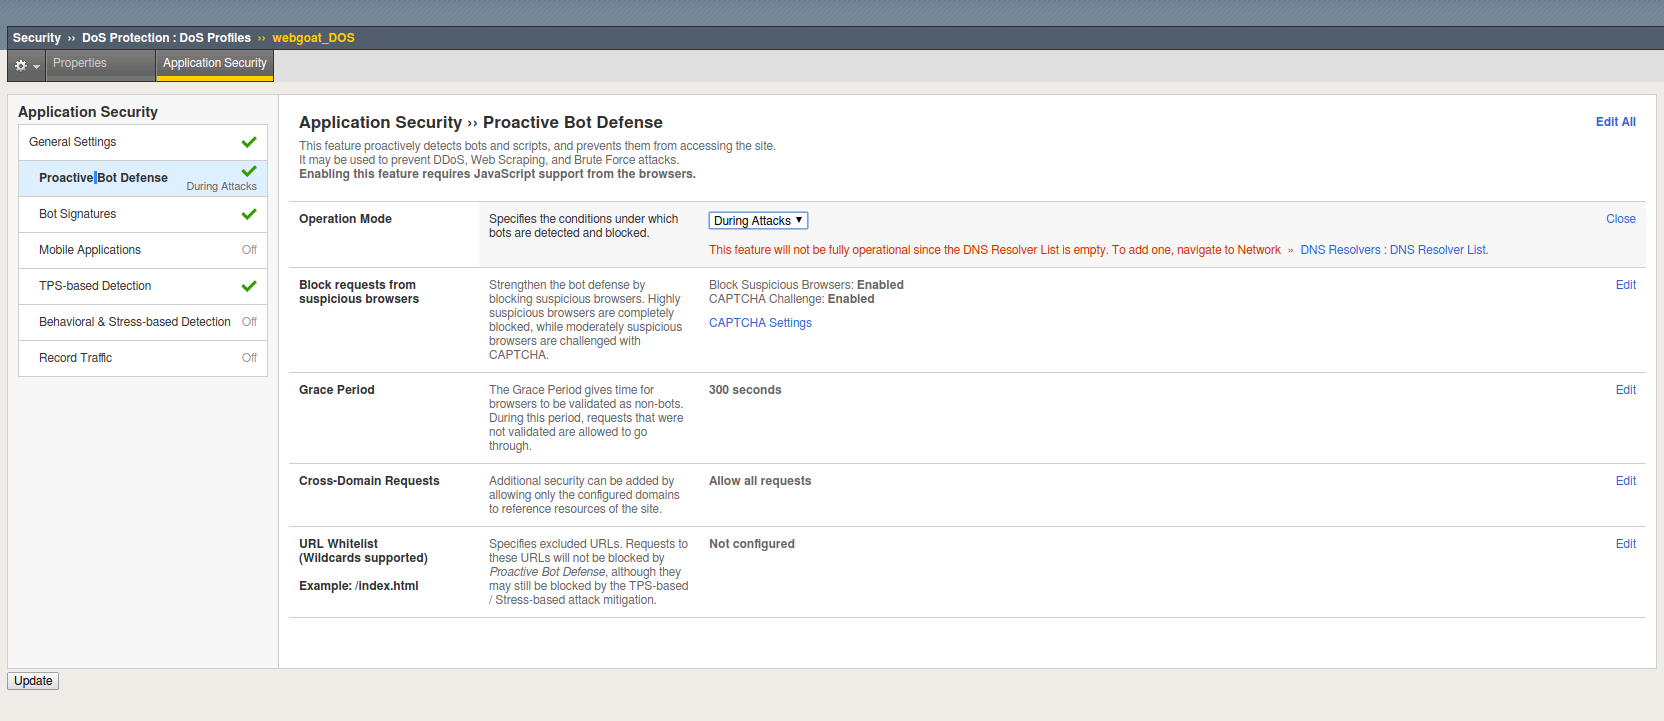 Security ›› DoS Protection : DoS Profiles ›› webgoat_DOS
Properties
Application Security
Application Security
General Settings
Proactive Bot Defense
During Attacks
Bot Signatures
Mobile Applications Off
TPS-based Detection
Behavioral & Stress-based Detection Off
Record Traffic Off
Application Security ›› Proactive Bot Defense
Edit All
This feature proactively detects bots and scripts, and prevents them from accessing the site.
It may be used to prevent DDoS, Web Scraping, and Brute Force attacks.
Enabling this feature requires JavaScript support from the browsers.
Operation Mode
Specifies the conditions under which
bots are detected and blocked.
During Attacks
Close
This feature will not be fully operational since the DNS Resolver List is empty. To add one, navigate to Network » DNS Resolvers : DNS Resolver List.
Block requests from
suspicious browsers
Strengthen the bot defense by
blocking suspicious browsers. Highly
suspicious browsers are completely
blocked, while moderately suspicious
browsers are challenged with
CAPTCHA.
Block Suspicious Browsers: Enabled
CAPTCHA Challenge: Enabled
CAPTCHA Settings
Edit
Grace Period
The Grace Period gives time for
browsers to be validated as non-bots.
During this period, requests that were
not validated are allowed to go
through.
300 seconds
Edit
Cross-Domain Requests
Additional security can be added by
allowing only the configured domains
to reference resources of the site.
Allow all requests
Edit
URL Whitelist
(Wildcards supported)
Example: /index.html
Specifies excluded URLs. Requests to
these URLs will not be blocked by
Proactive Bot Defense, although they
may still be blocked by the TPS-based
/ Stress-based attack mitigation.
Not configured
Edit
Update